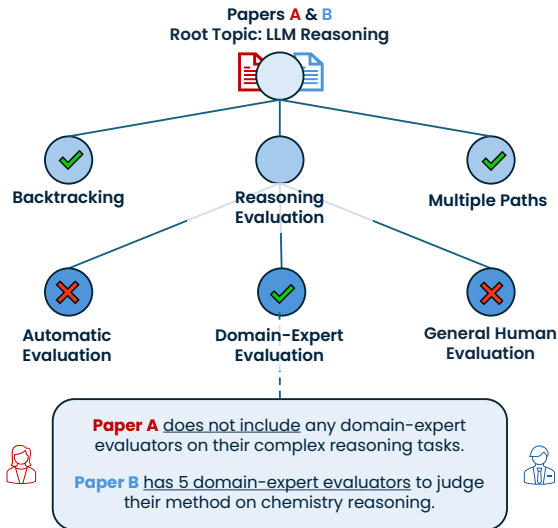 Papers A & B
Root Topic: LLM Reasoning
Backtracking
Reasoning
Evaluation
Multiple Paths
Automatic
Evaluation
Domain-Expert
Evaluation
General Human
Evaluation
Paper A does not include any domain-expert
evaluators on their complex reasoning tasks.
Paper B has 5 domain-expert evaluators to judge
their method on chemistry reasoning.